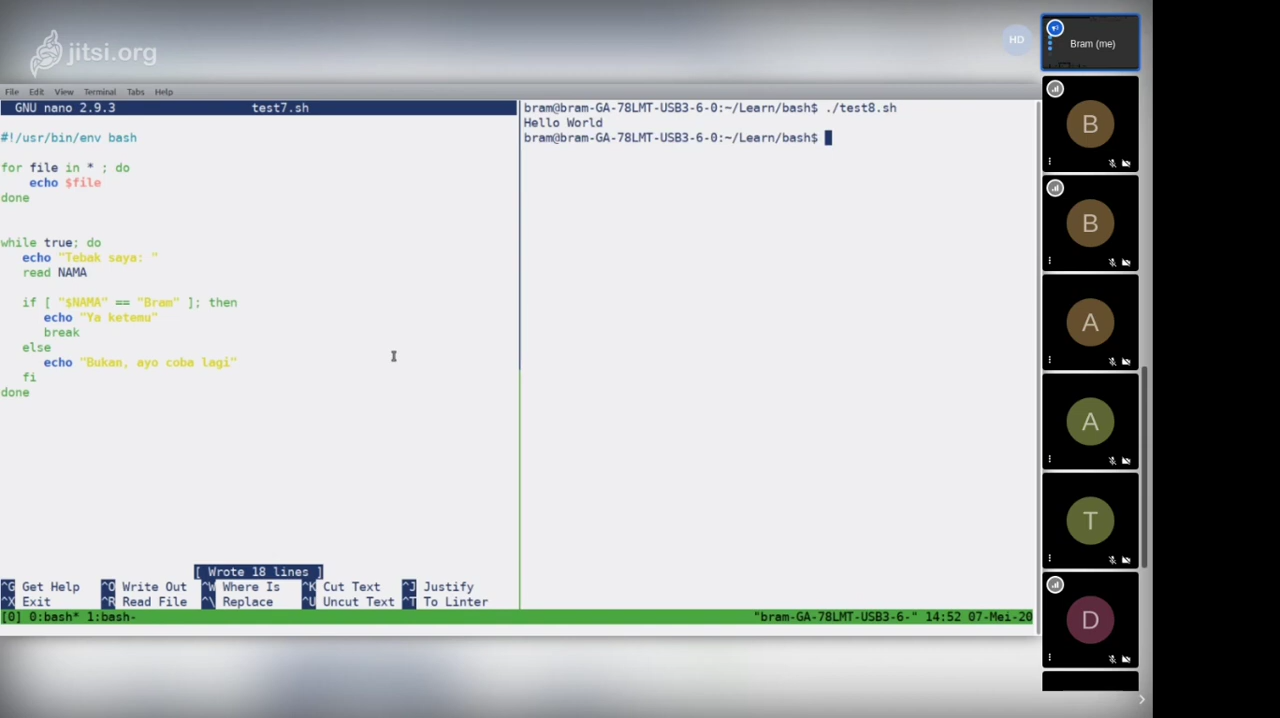 jitsi.org
HD
Bram (me)
File Edit View Terminal Tabs Help
GNU nano 2.9.3 test7.sh
#!/usr/bin/env bash
for file in * ; do
echo $file
done
while true; do
echo "Tebak saya: "
read NAMA
if [ "$NAMA" == "Bram" ]; then
echo "Ya ketemu"
break
else
echo "Bukan, ayo coba lagi"
fi
done
[ Wrote 18 lines ]
^G Get Help ^O Write Out ^W Where Is ^K Cut Text ^J Justify
^X Exit ^R Read File ^\ Replace ^U Uncut Text ^T To Linter
bram@bram-GA-78LMT-USB3-6-0:~/Learn/bash$ ./test8.sh
Hello World
bram@bram-GA-78LMT-USB3-6-0:~/Learn/bash$
[0] 0:bash* 1:bash- "bram-GA-78LMT-USB3-6-" 14:52 07-Mei-20
B
B
A
A
T
D